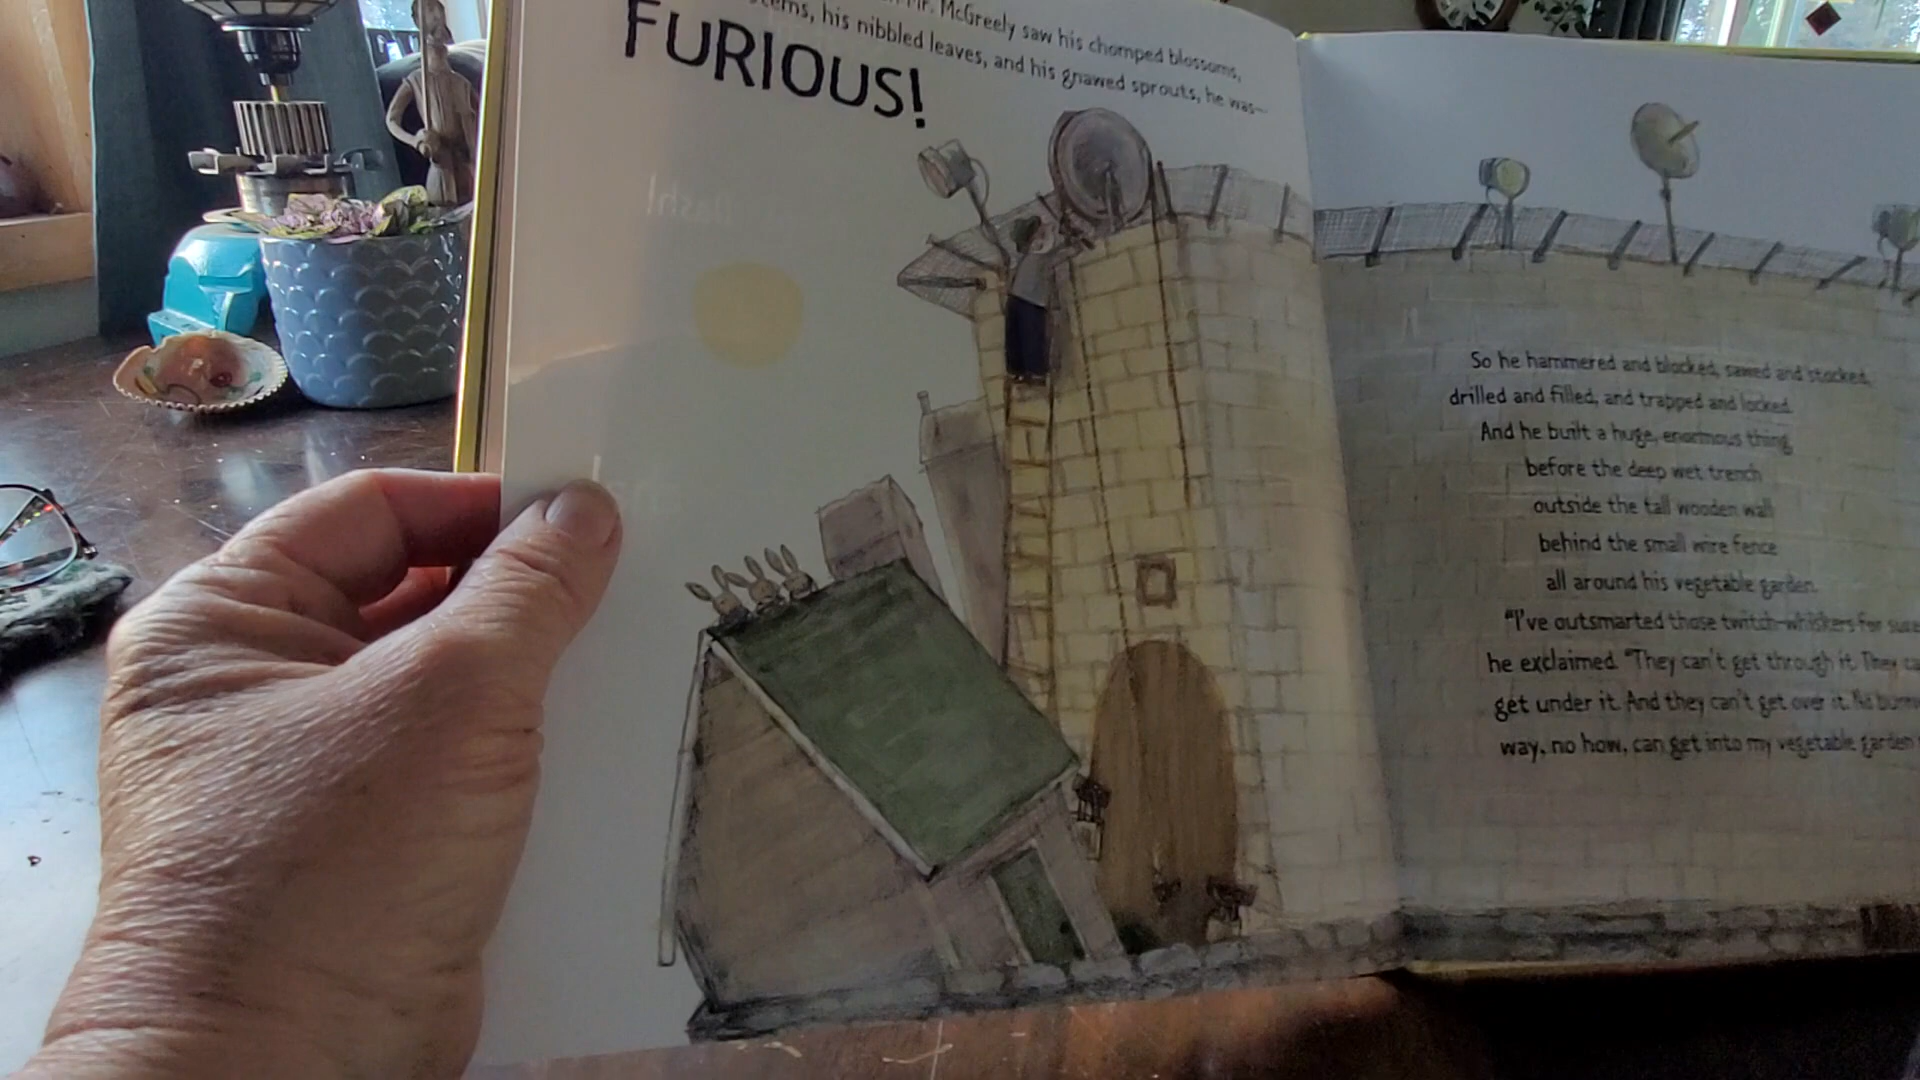 Mr. McGreely saw his chomped blossoms,
his nibbled leaves, and his gnawed sprouts, he was—
FURIOUS!
So he hammered and blocked, sawed and stocked,
drilled and filled, and trapped and locked.
And he built a huge, enormous thing,
before the deep wet trench
outside the tall wooden wall
behind the small wire fence
all around his vegetable garden.
"I've outsmarted those twitch-whiskers for
he exclaimed. "They can't get through it. They
get under it. And they can't get over it. No
way, no how, can get into my vegetable garden